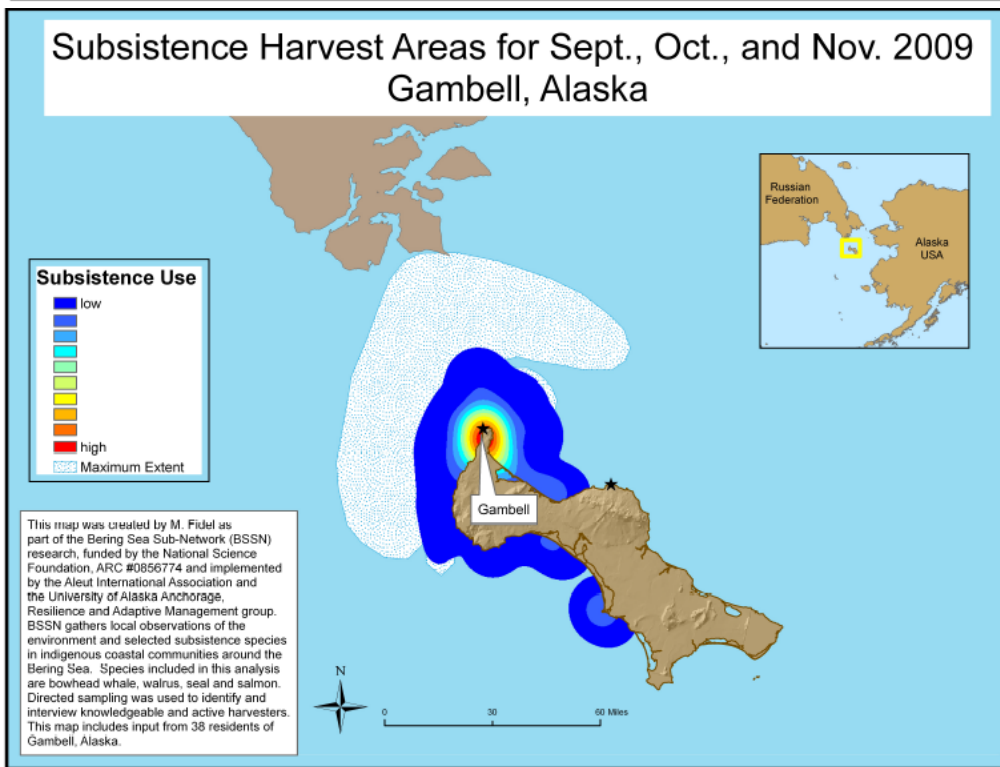 Subsistence Harvest Areas for Sept., Oct., and Nov. 2009
Gambell, Alaska
Russian
Federation
Alaska
USA
Subsistence Use
low
high
Maximum Extent
Gambell
This map was created by M. Fidel as
part of the Bering Sea Sub-Network (BSSN)
research, funded by the National Science
Foundation, ARC #0856774 and implemented
by the Aleut International Association and
the University of Alaska Anchorage,
Resilience and Adaptive Management group.
BSSN gathers local observations of the
environment and selected subsistence species
in indigenous coastal communities around the
Bering Sea. Species included in this analysis
are bowhead whale, walrus, seal and salmon.
Directed sampling was used to identify and
interview knowledgeable and active harvesters.
This map includes input from 38 residents of
Gambell, Alaska.
N
0 30 60 Miles